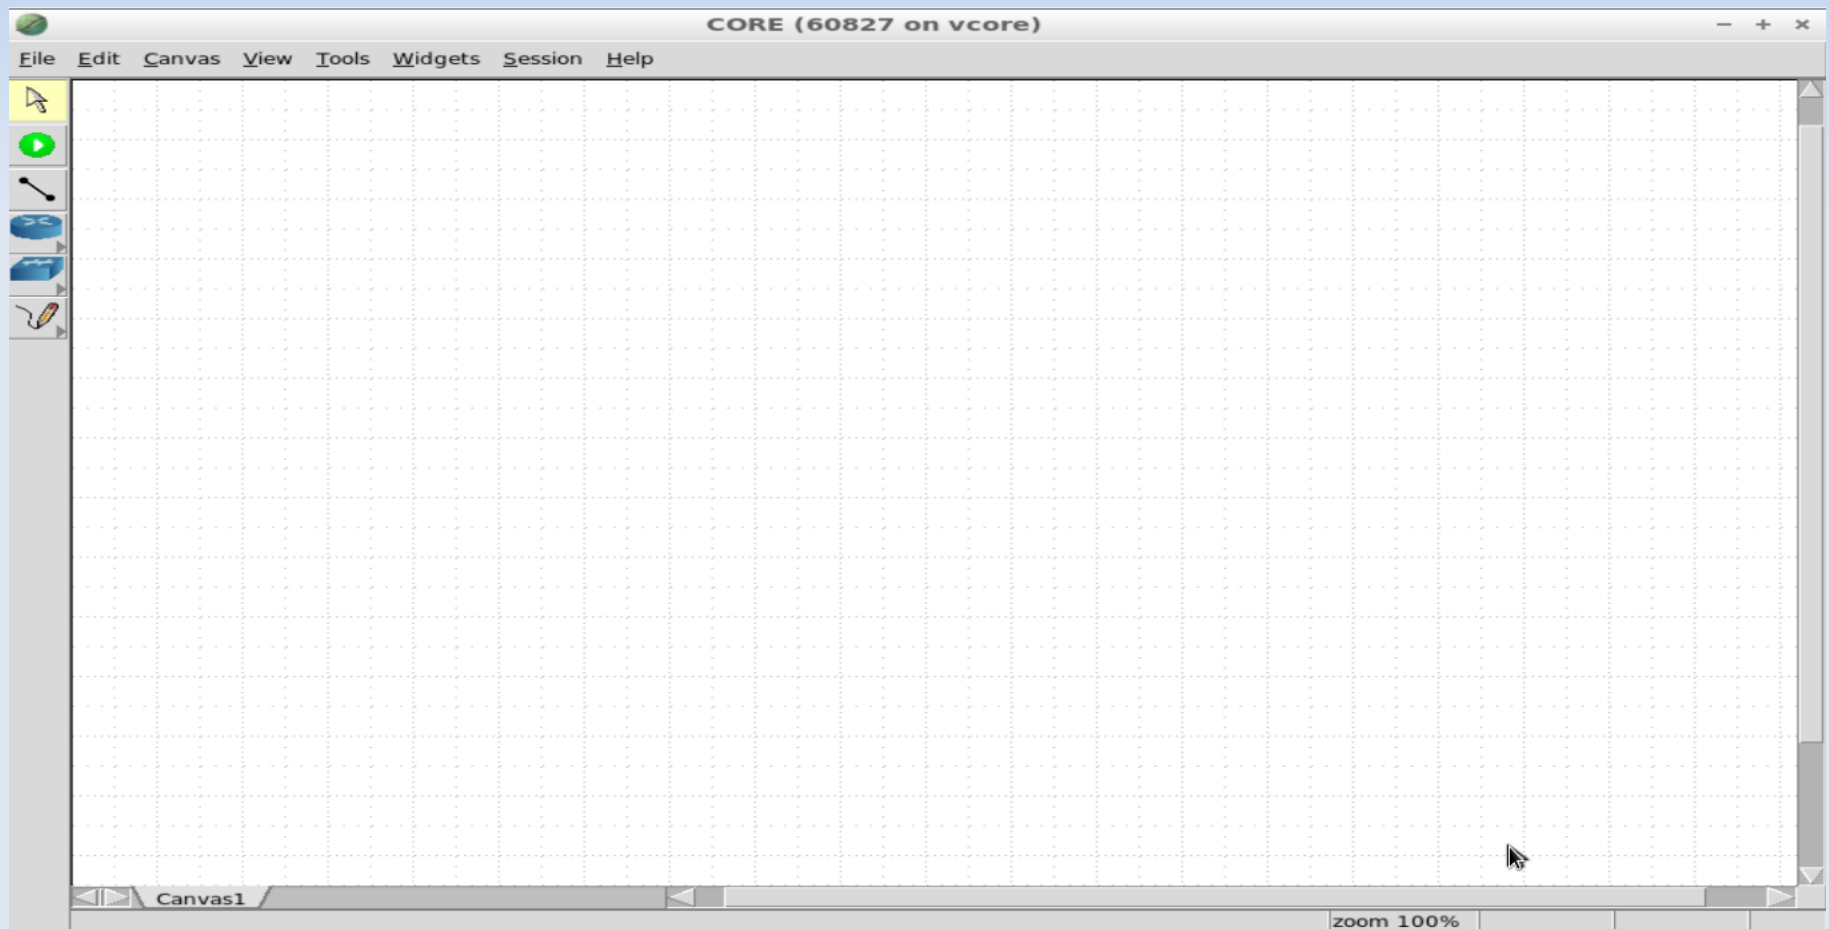 CORE (60827 on vcore)
File Edit Canvas View Tools Widgets Session Help
Canvas1
zoom 100%